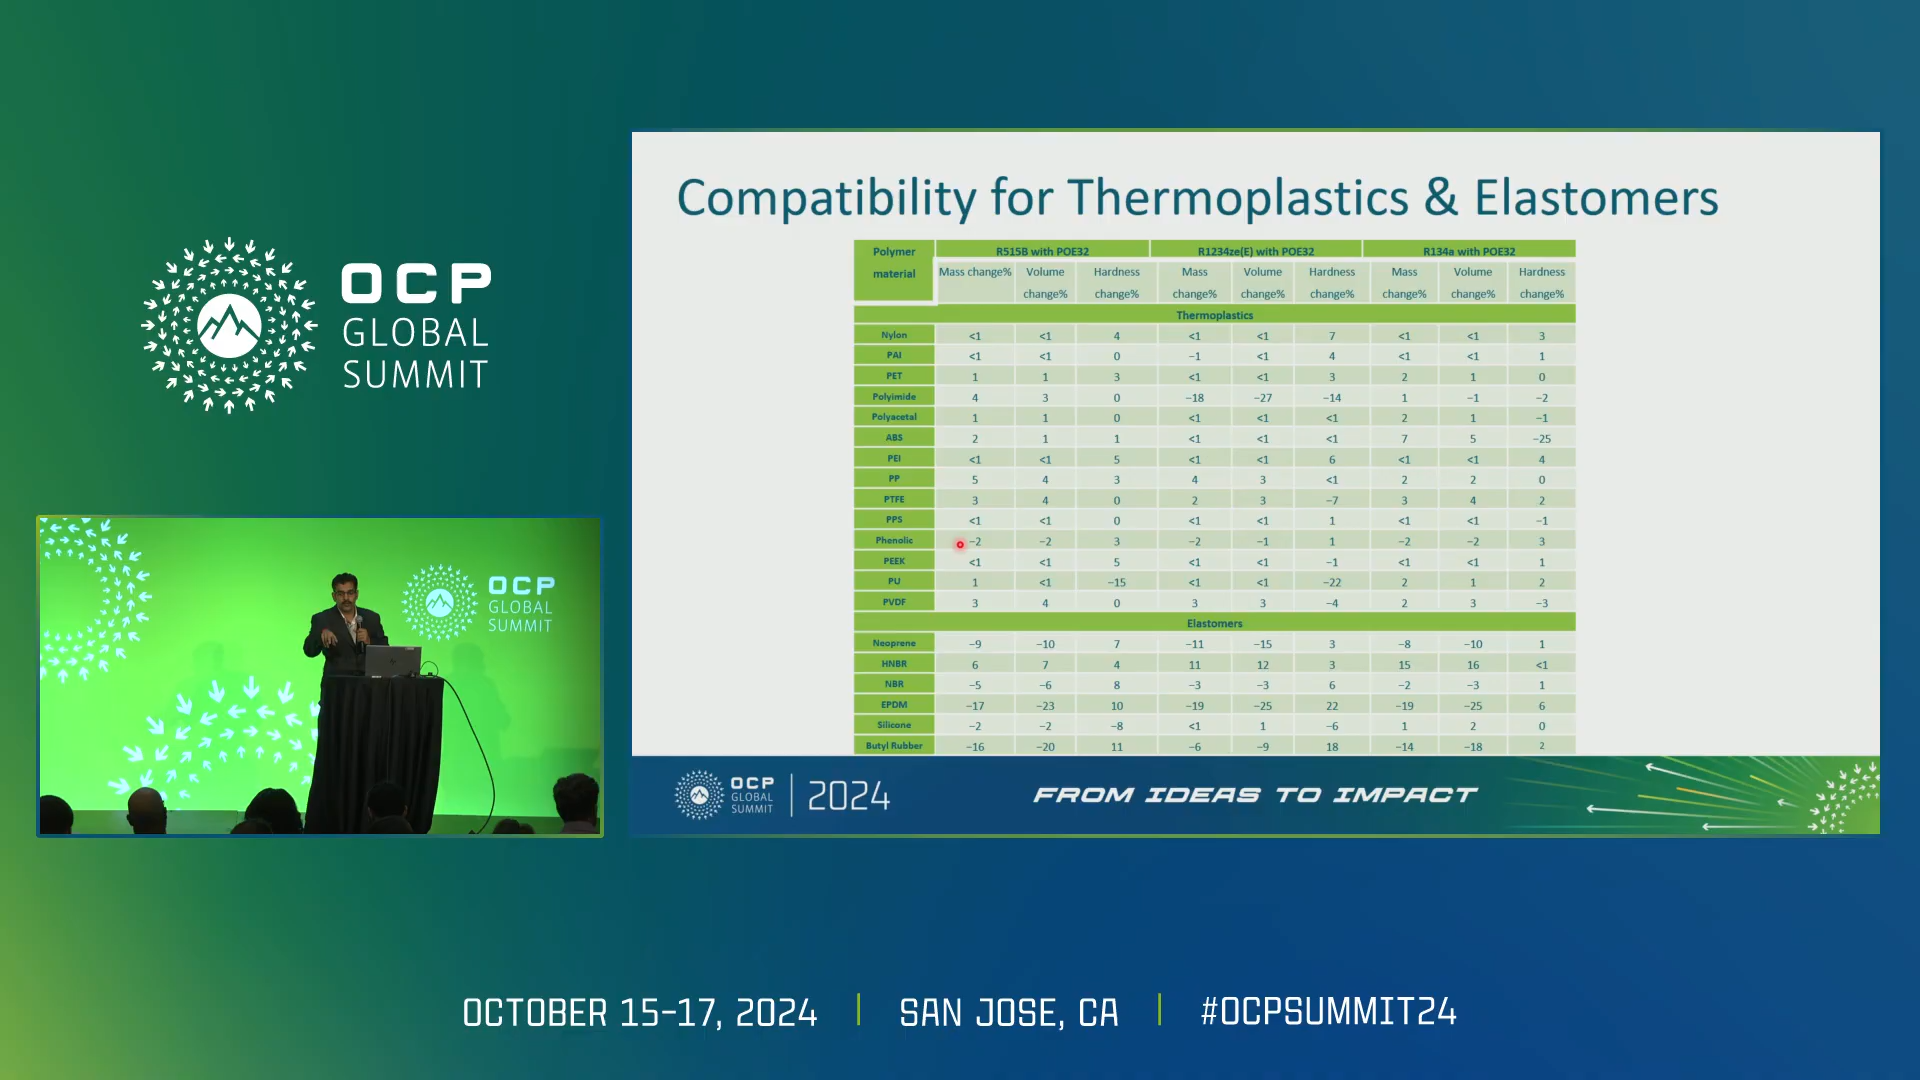 OCP
GLOBAL
SUMMIT
OCP
GLOBAL
SUMMIT
Compatibility for Thermoplastics & Elastomers
Polymer material R515B with POE32 R1234ze(E) with POE32 R134a with POE32
Mass change% Volume change% Hardness change% Mass change% Volume change% Hardness change% Mass change% Volume change% Hardness change%
Thermoplastics
Nylon <1 <1 4 <1 <1 7 <1 <1 3
PAI <1 <1 0 −1 <1 4 <1 <1 1
PET 1 1 3 <1 <1 3 2 1 0
Polyimide 4 3 0 −18 −27 −14 1 −1 −2
Polyacetal 1 1 0 <1 <1 <1 2 1 −1
ABS 2 1 1 <1 <1 <1 7 5 −25
PEI <1 <1 5 <1 <1 6 <1 <1 4
PP 5 4 3 4 3 <1 2 2 0
PTFE 3 4 0 2 3 −7 3 4 2
PPS <1 <1 0 <1 <1 1 <1 <1 −1
Phenolic −2 −2 3 −2 −1 1 −2 −2 3
PEEK <1 <1 5 <1 <1 −1 <1 <1 1
PU 1 <1 −15 <1 <1 −22 2 1 2
PVDF 3 4 0 3 3 −4 2 3 −3
Elastomers
Neoprene −9 −10 7 −11 −15 3 −8 −10 1
HNBR 6 7 4 11 12 3 15 16 <1
NBR −5 −6 8 −3 −3 6 −2 −3 1
EPDM −17 −23 10 −19 −25 22 −19 −25 6
Silicone −2 −2 −8 <1 1 −6 1 2 0
Butyl Rubber −16 −20 11 −6 −9 18 −14 −18 2
OCP
GLOBAL
SUMMIT
2024
FROM IDEAS TO IMPACT
OCTOBER 15-17, 2024 | SAN JOSE, CA | #OCPSUMMIT24